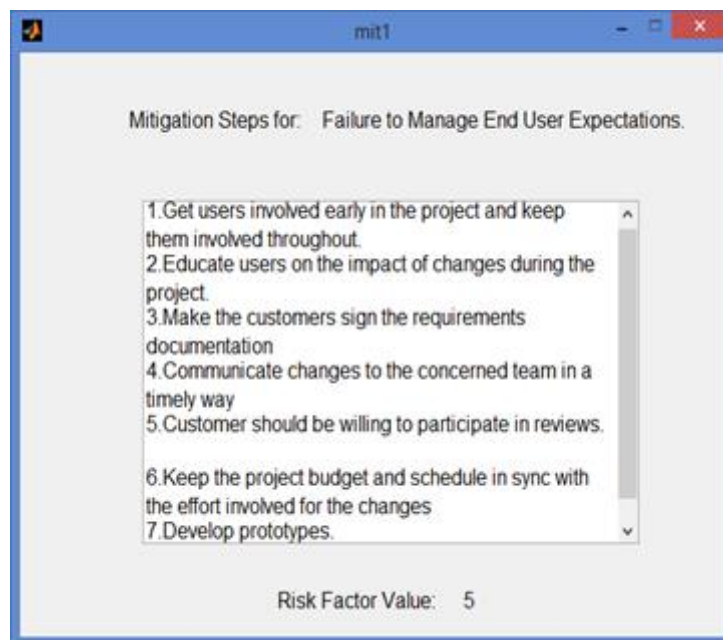 mit1
Mitigation Steps for: Failure to Manage End User Expectations.
1.Get users involved early in the project and keep
them involved throughout.
2.Educate users on the impact of changes during the
project.
3.Make the customers sign the requirements
documentation
4.Communicate changes to the concerned team in a
timely way
5.Customer should be willing to participate in reviews.
6.Keep the project budget and schedule in sync with
the effort involved for the changes
7.Develop prototypes.
Risk Factor Value: 5